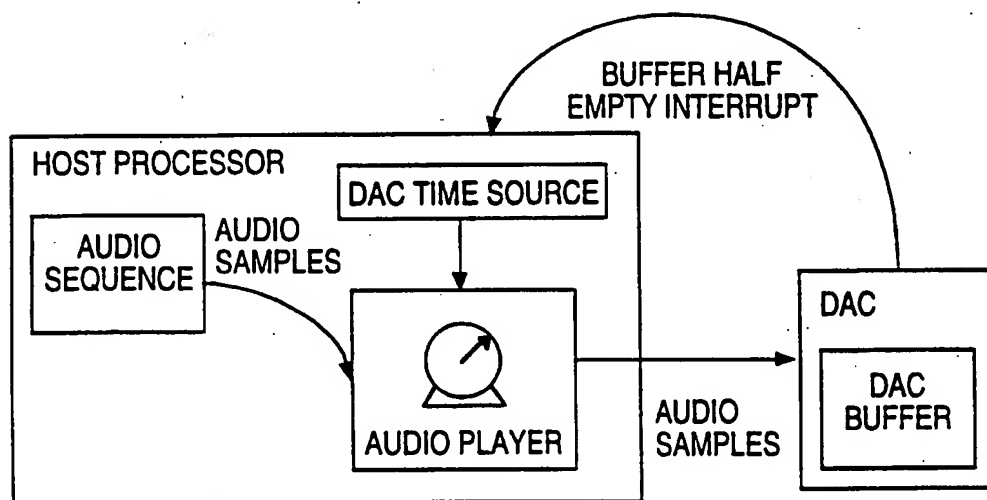 BUFFER HALF
EMPTY INTERRUPT
HOST PROCESSOR
DAC TIME SOURCE
AUDIO
SEQUENCE
AUDIO
SAMPLES
AUDIO PLAYER
AUDIO
SAMPLES
DAC
DAC
BUFFER